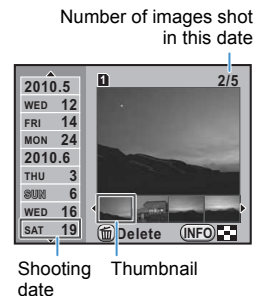 Number of images shot
in this date
2010.5
WED 12
FRI 14
MON 24
2010.6
THU 3
SUN 6
WED 16
SAT 19
1
2/5
Delete
INFO
Shooting
date
Thumbnail